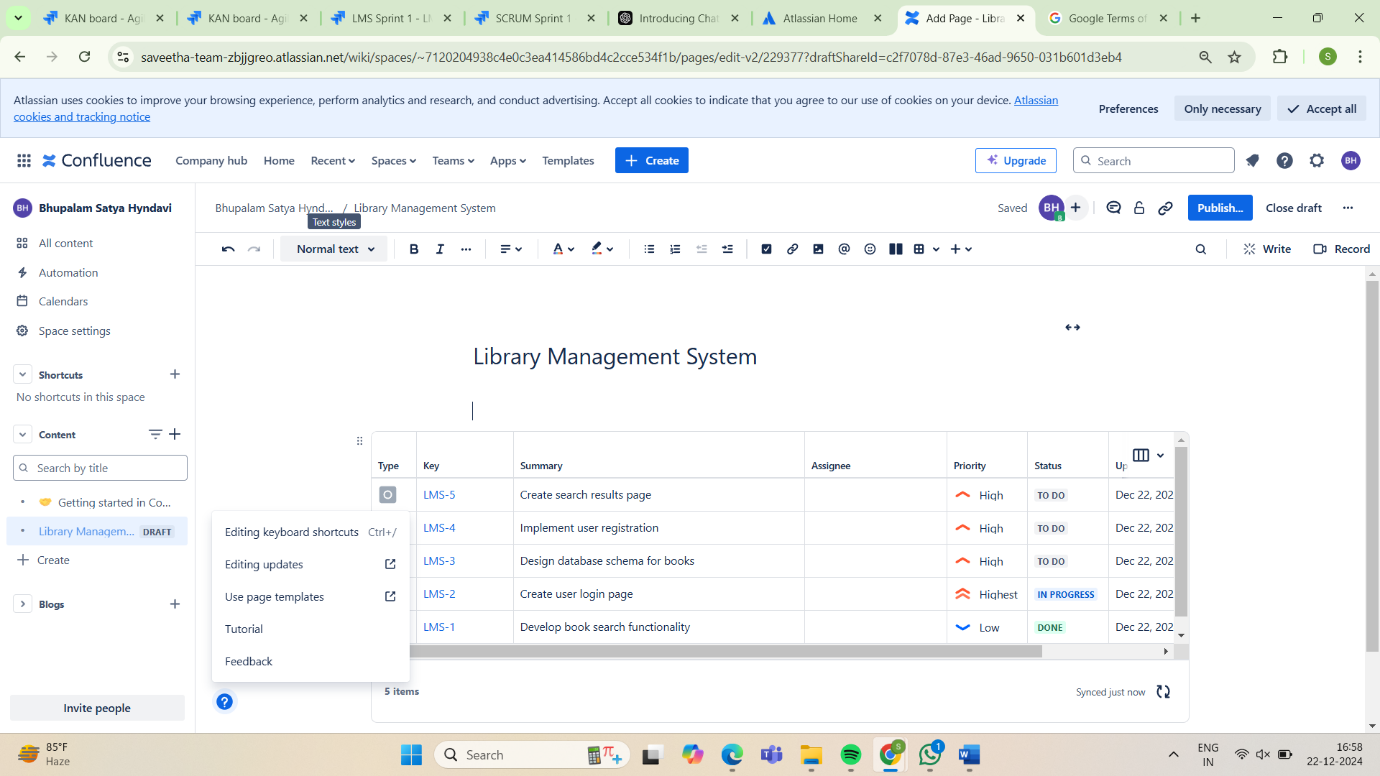 KAN board - Agi
KAN board - Agi
LMS Sprint 1 - LM
SCRUM Sprint 1
Introducing Chat
Atlassian Home
Add Page - Libra
Google Terms of
saveetha-team-zbjjgreo.atlassian.net/wiki/spaces/~7120204938c4e0c3ea414586bd4c2ce534f1b/pages/edit-v2/229377?draftShareId=c2f7078d-87e3-46ad-9650-031b601d3eb4
S
Atlassian uses cookies to improve your browsing experience, perform analytics and research, and conduct advertising. Accept all cookies to indicate that you agree to our use of cookies on your device. Atlassian
cookies and tracking notice
Preferences
Only necessary
Accept all
Confluence
Company hub
Home
Recent
Spaces
Teams
Apps
Templates
Create
Upgrade
Search
BH
BH Bhupalam Satya Hyndavi
All content
Automation
Calendars
Space settings
Shortcuts
No shortcuts in this space
Content
Search by title
Getting started in Co...
Library Managem... DRAFT
Create
Blogs
Invite people
Bhupalam Satya Hynd... / Library Management System
Text styles
Saved
BH
B
Publish...
Close draft
Normal text
B
I
A
Write
Record
Library Management System
Type Key Summary Assignee Priority Status Up
LMS-5 Create search results page High TO DO Dec 22, 202
LMS-4 Implement user registration High TO DO Dec 22, 202
LMS-3 Design database schema for books High TO DO Dec 22, 202
LMS-2 Create user login page Highest IN PROGRESS Dec 22, 202
LMS-1 Develop book search functionality Low DONE Dec 22, 202
5 items
Synced just now
Editing keyboard shortcuts Ctrl+/
Editing updates
Use page templates
Tutorial
Feedback
?
85°F
Haze
Search
S
1
ENG
IN
16:58
22-12-2024